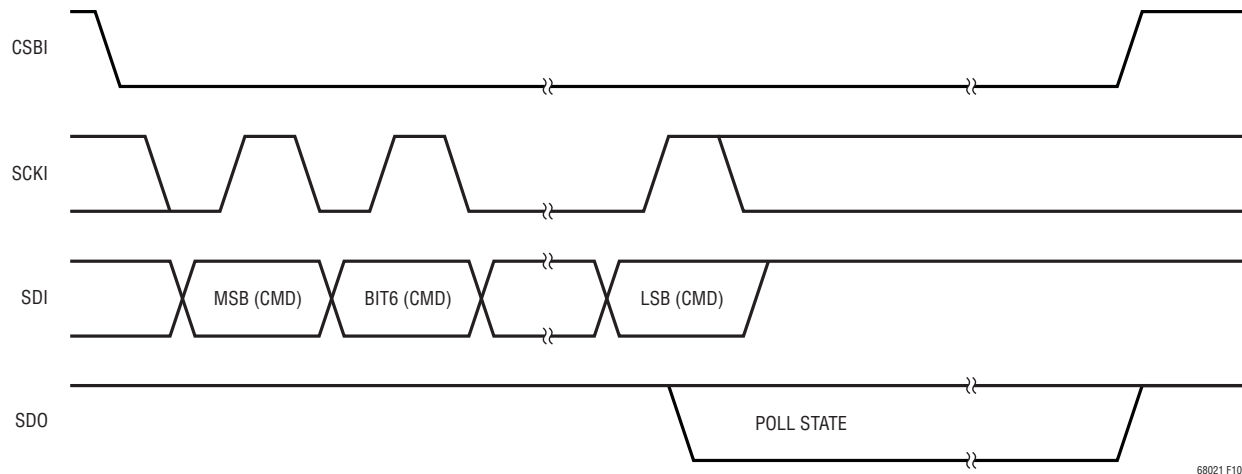 CSBI
SCKI
SDI
MSB (CMD)
BIT6 (CMD)
LSB (CMD)
SDO
POLL STATE
68021 F10